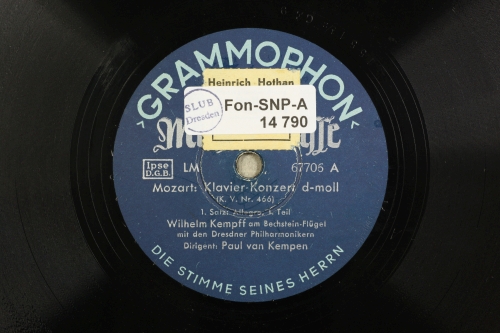 GRAMMOPHON
Heinrich Hothan
SLUB
Dresden
Fon-SNP-A
14 790
Ipse
D.G.B.
LM
67705 A
Mozart: Klavier-Konzert d-moll
(K. V. Nr. 466)
1. Satz: Allegro, 1. Teil
Wilhelm Kempff am Bechstein-Flügel
mit den Dresdner Philharmonikern
Dirigent: Paul van Kempen
DIE STIMME SEINES HERRN